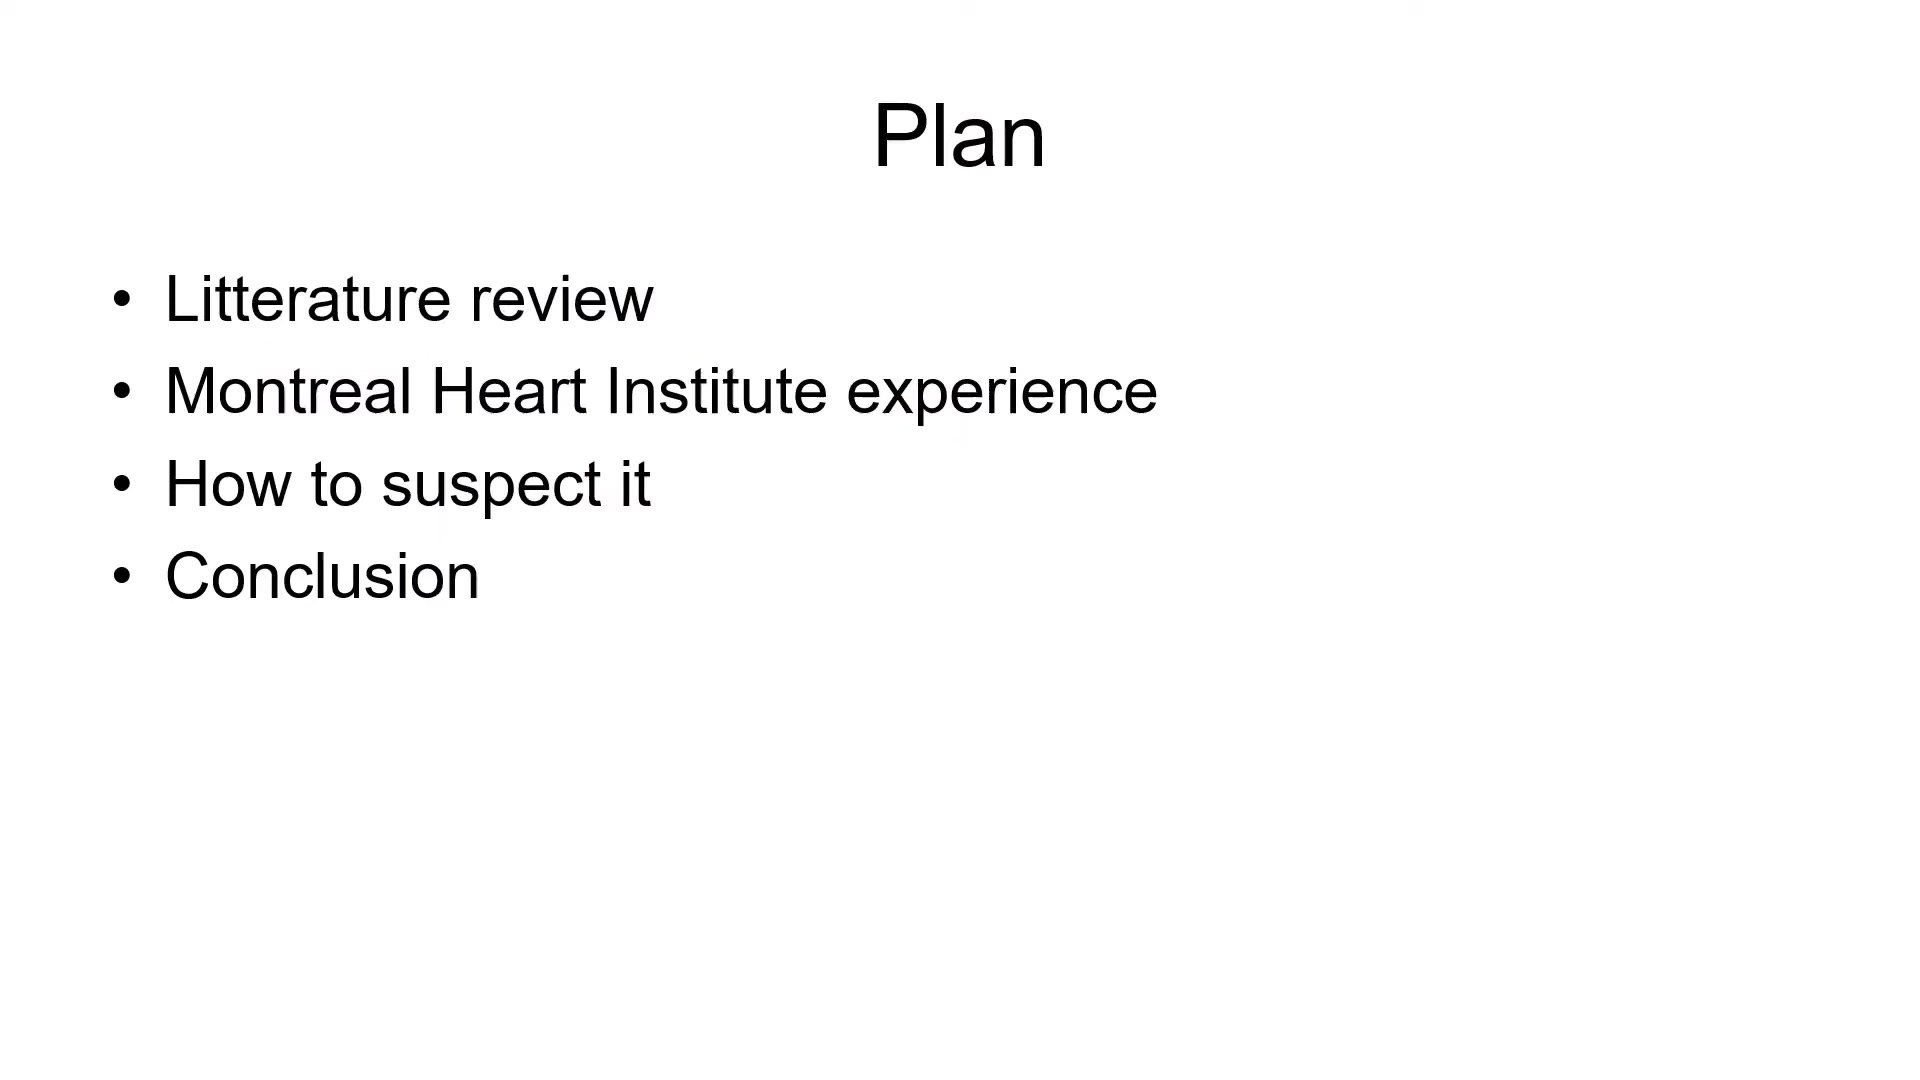 Plan
• Litterature review
• Montreal Heart Institute experience
• How to suspect it
• Conclusion